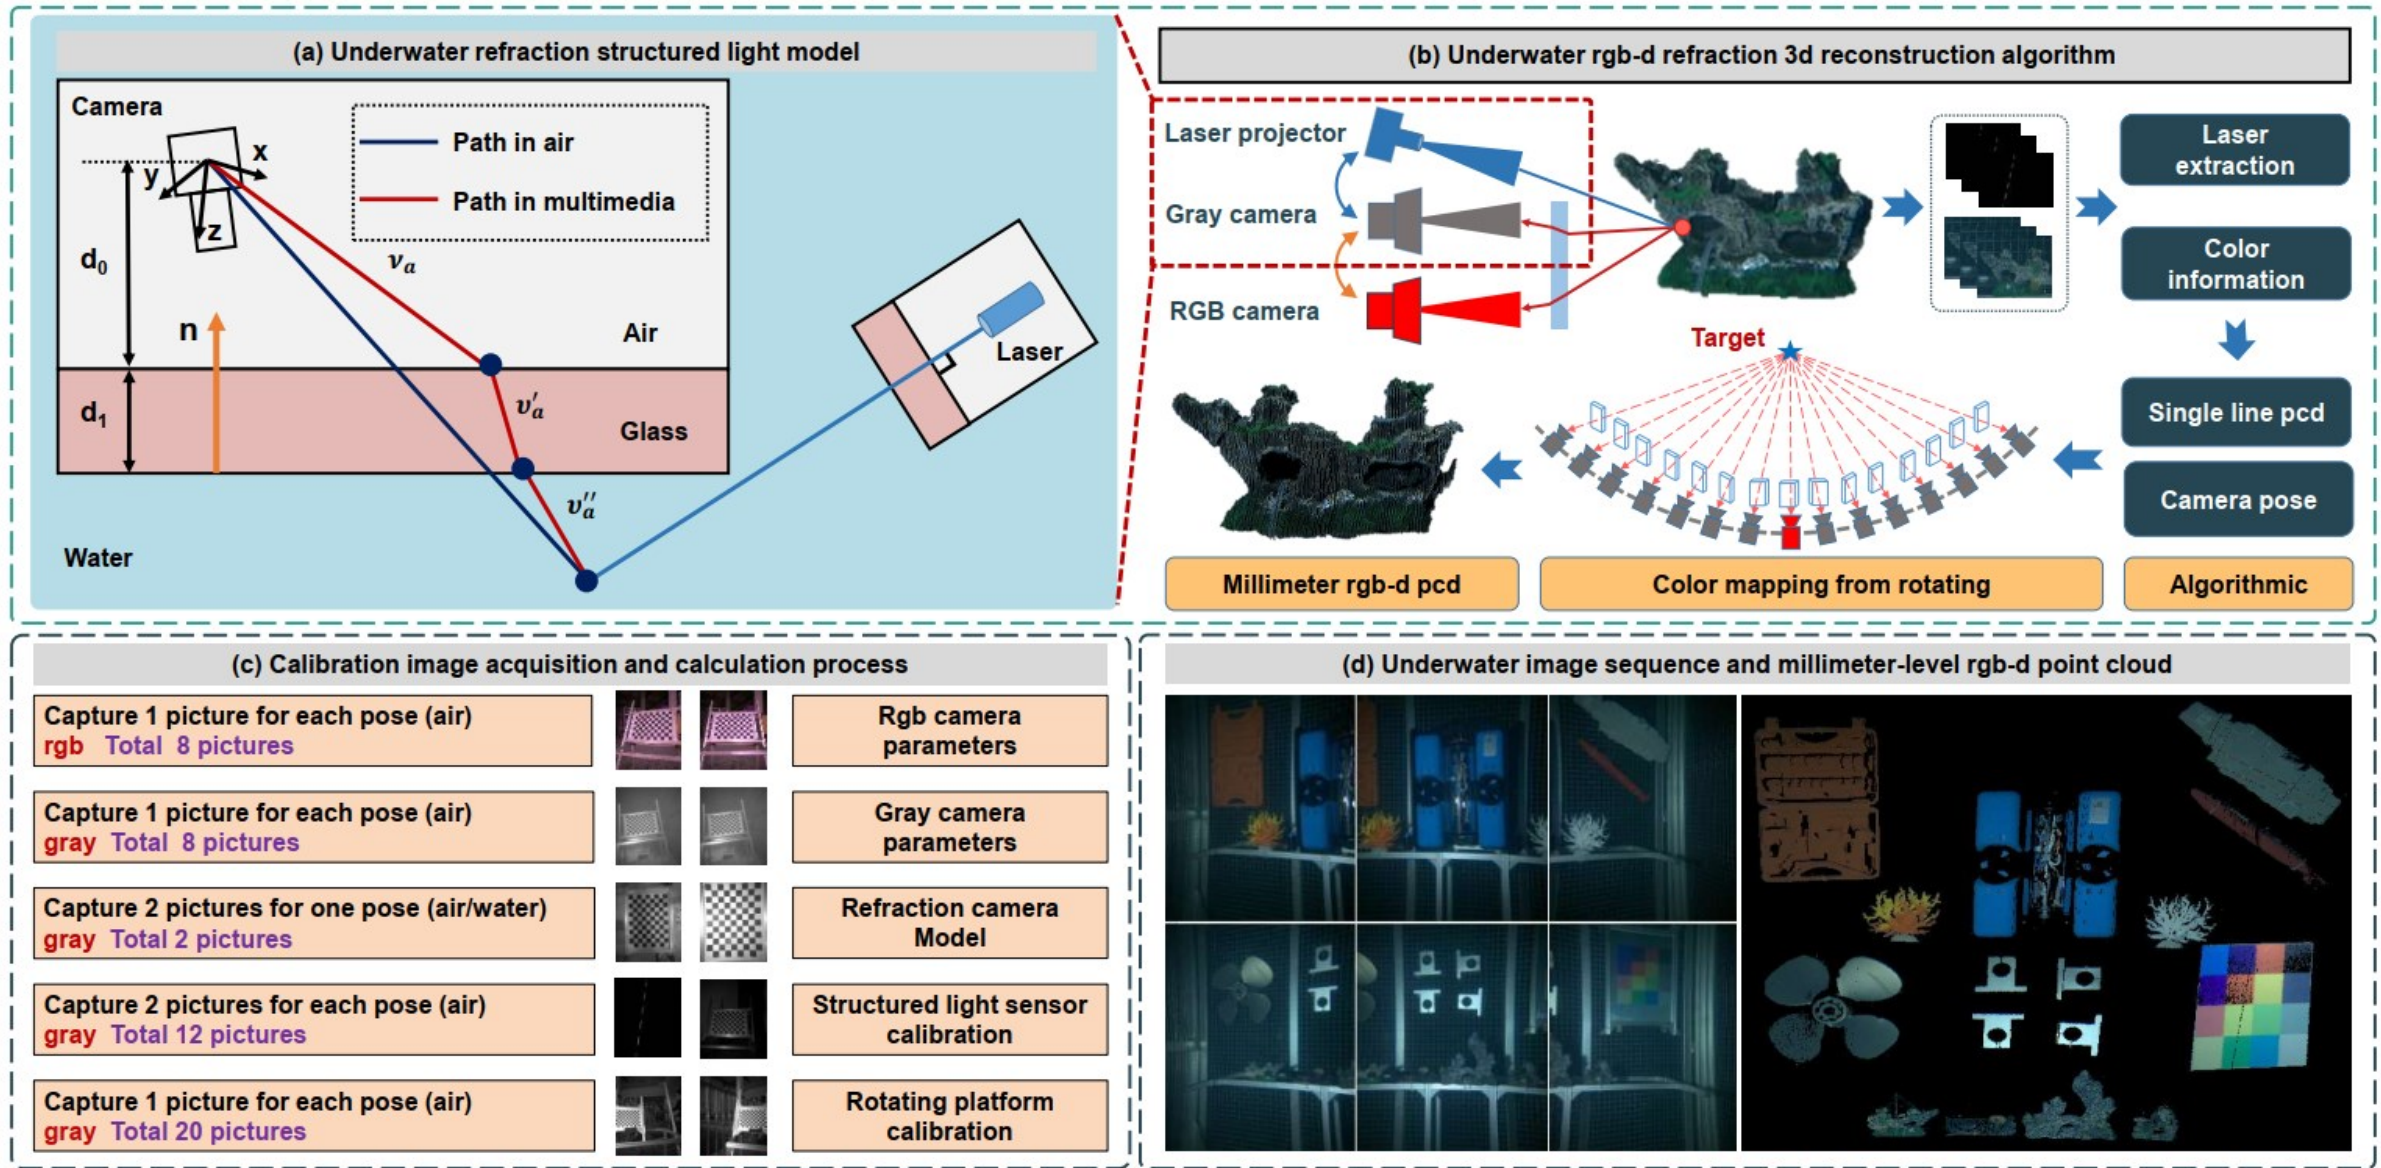 (a) Underwater refraction structured light model
Camera
Path in air
Path in multimedia
x
y
z
d0
νa
n
Air
Laser
d1
υ′a
Glass
υ′′a
Water
(b) Underwater rgb-d refraction 3d reconstruction algorithm
Laser projector
Gray camera
RGB camera
Laser
extraction
Color
information
Target
Single line pcd
Camera pose
Millimeter rgb-d pcd
Color mapping from rotating
Algorithmic
(c) Calibration image acquisition and calculation process
Capture 1 picture for each pose (air)
rgb Total 8 pictures
Rgb camera
parameters
Capture 1 picture for each pose (air)
gray Total 8 pictures
Gray camera
parameters
Capture 2 pictures for one pose (air/water)
gray Total 2 pictures
Refraction camera
Model
Capture 2 pictures for each pose (air)
gray Total 12 pictures
Structured light sensor
calibration
Capture 1 picture for each pose (air)
gray Total 20 pictures
Rotating platform
calibration
(d) Underwater image sequence and millimeter-level rgb-d point cloud